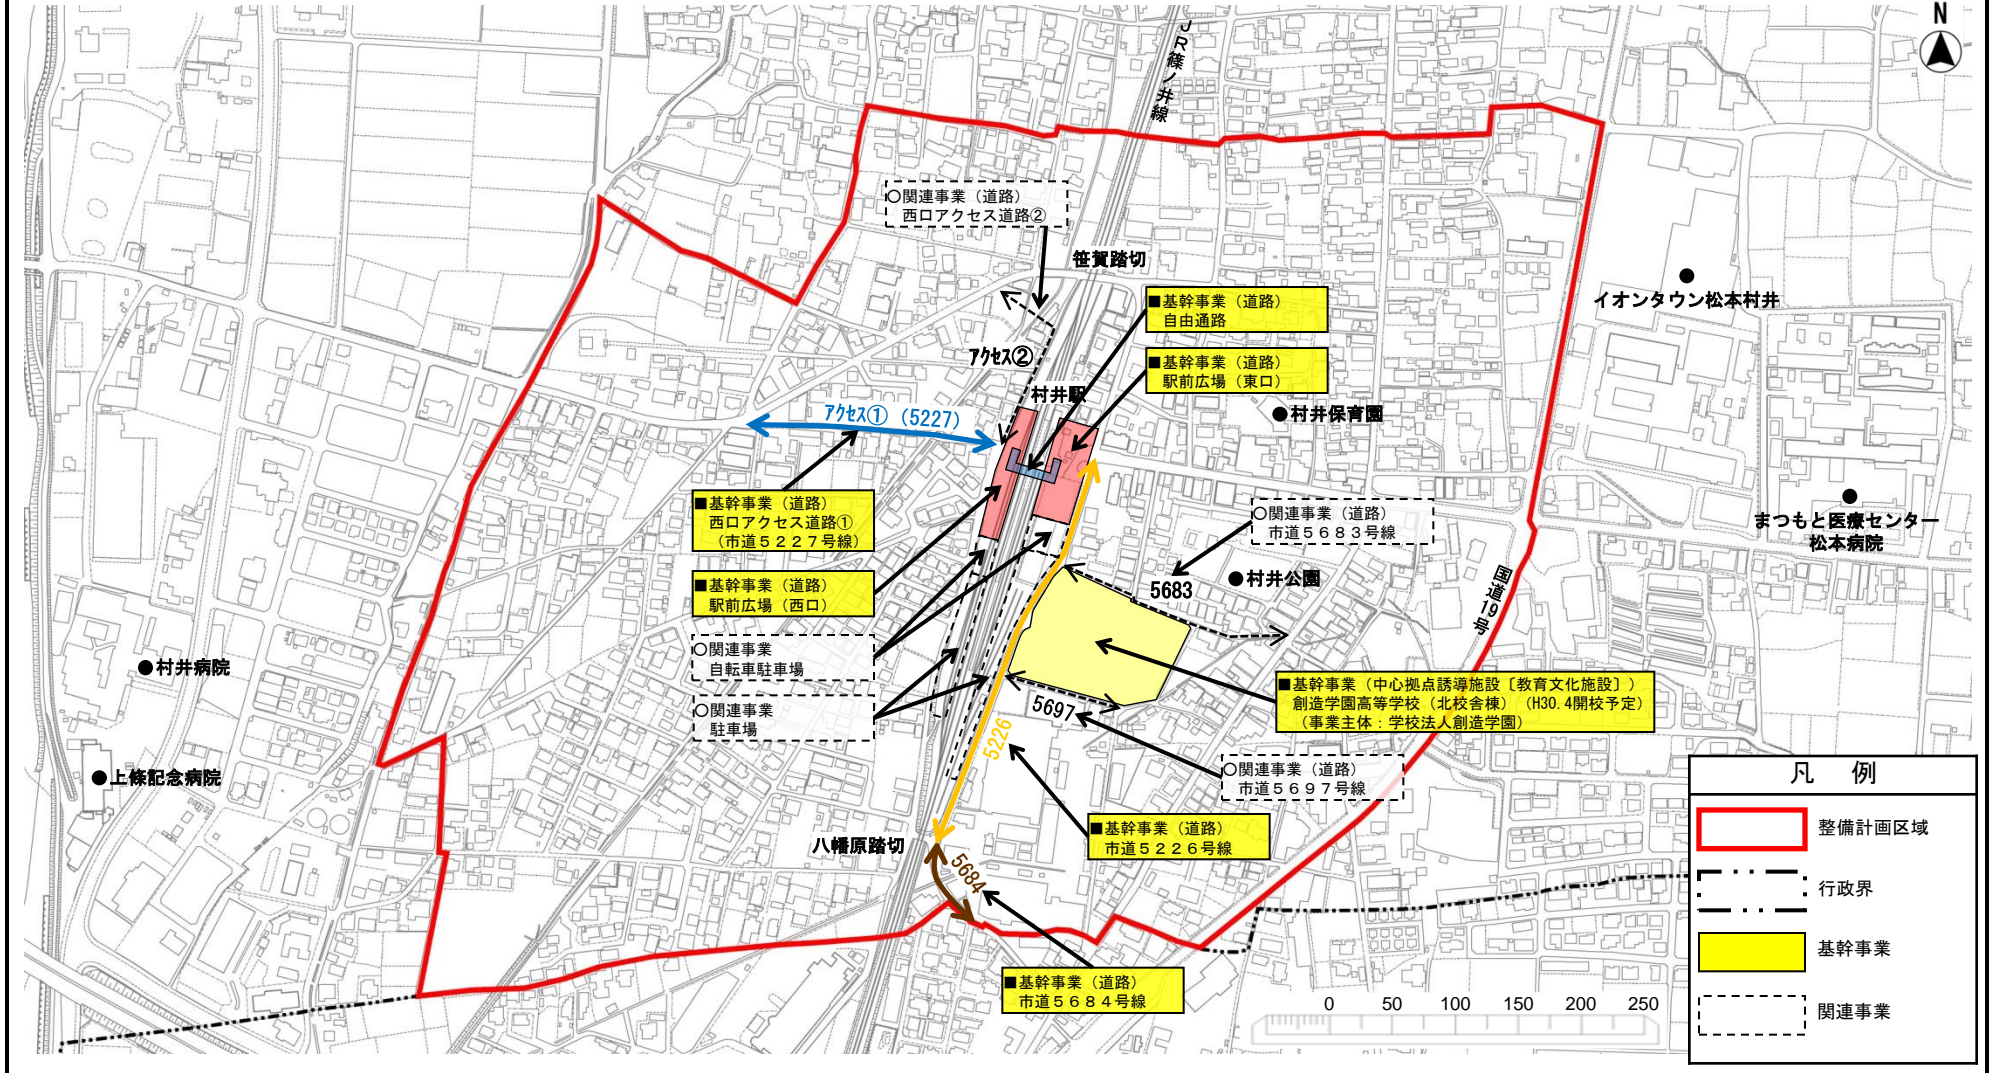 N
JR篠ノ井線
○関連事業（道路）
西口アクセス道路②
笹賀踏切
■基幹事業（道路）
自由通路
イオンタウン松本村井
アクセス②
■基幹事業（道路）
駅前広場（東口）
村井駅
アクセス①（5227）
●村井保育園
■基幹事業（道路）
西口アクセス道路①
（市道５２２７号線）
○関連事業（道路）
市道５６８３号線
まつもと医療センター
松本病院
■基幹事業（道路）
駅前広場（西口）
5683
●村井公園
国道19号
○関連事業
自転車駐車場
●村井病院
■基幹事業（中心拠点誘導施設〔教育文化施設〕）
創造学園高等学校（北校舎棟）（H30.4開校予定）
（事業主体：学校法人創造学園）
○関連事業
駐車場
5697
5226
○関連事業（道路）
市道５６９７号線
●上條記念病院
■基幹事業（道路）
市道５２２６号線
八幡原踏切
5684
■基幹事業（道路）
市道５６８４号線
凡　例
整備計画区域
行政界
基幹事業
関連事業
0 50 100 150 200 250